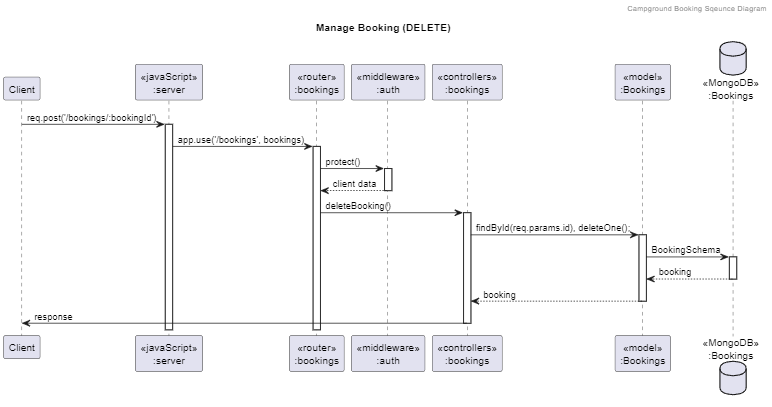 Campground Booking Sqeunce Diagram
Manage Booking (DELETE)
Client
«javaScript»
:server
«router»
:bookings
«middleware»
:auth
«controllers»
:bookings
«model»
:Bookings
«MongoDB»
:Bookings
req.post('/bookings/:bookingId')
app.use('/bookings', bookings)
protect()
client data
deleteBooking()
findById(req.params.id), deleteOne();
BookingSchema
booking
booking
response
Client
«javaScript»
:server
«router»
:bookings
«middleware»
:auth
«controllers»
:bookings
«model»
:Bookings
«MongoDB»
:Bookings